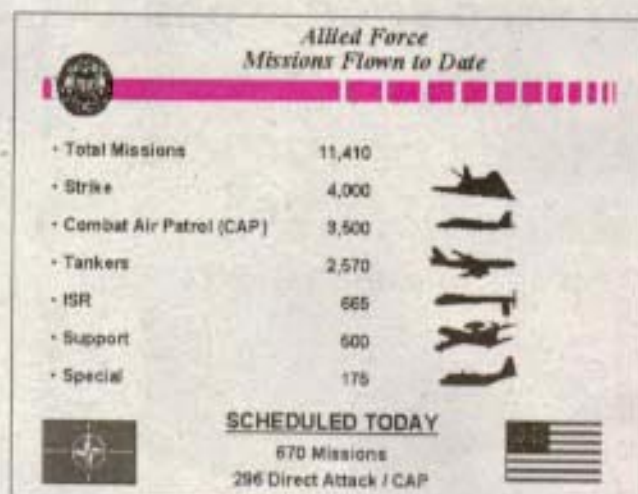 Allied Force
Missions Flown to Date
· Total Missions 11,410
· Strike 4,000
· Combat Air Patrol (CAP) 3,500
· Tankers 2,570
· ISR 665
· Support 500
· Special 175
SCHEDULED TODAY
670 Missions
296 Direct Attack / CAP